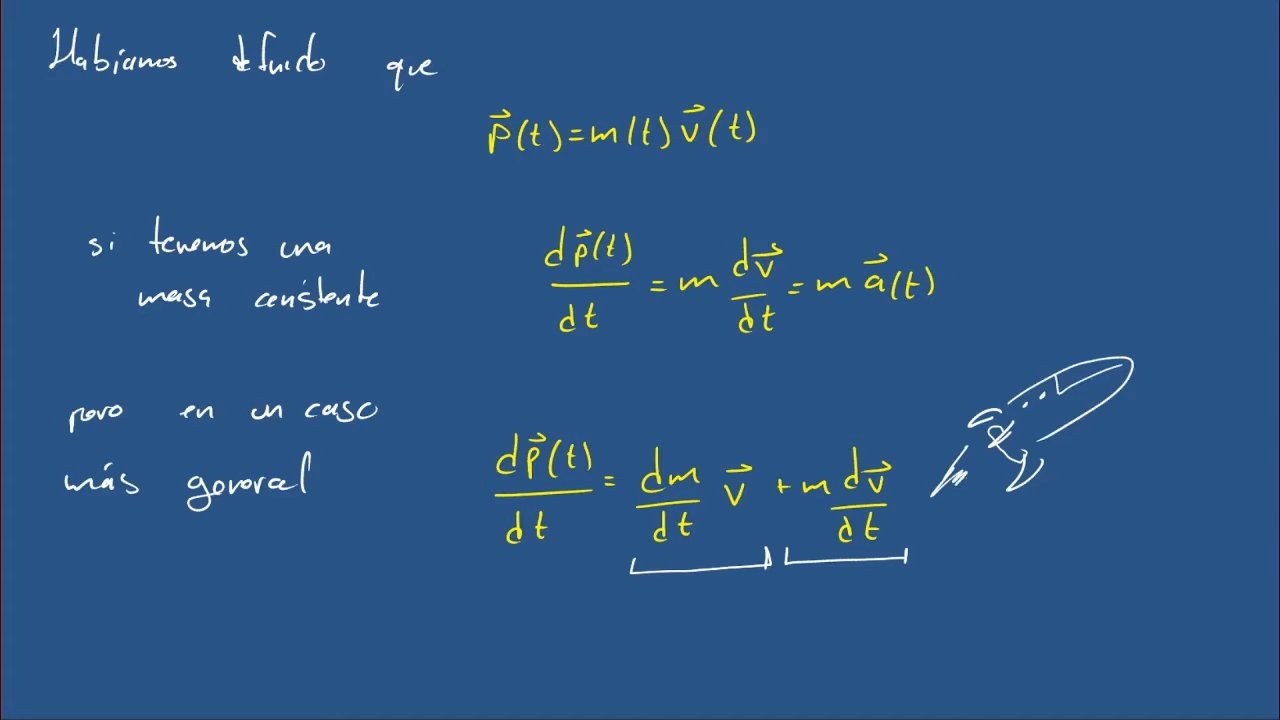 Habíamos definido que
p⃗(t)=m(t)v⃗(t)
si tenemos una
masa constante
dp⃗(t)/dt = m dv⃗/dt = m a⃗(t)
pero en un caso
más general
dp⃗(t)/dt = dm/dt v⃗ + m dv⃗/dt